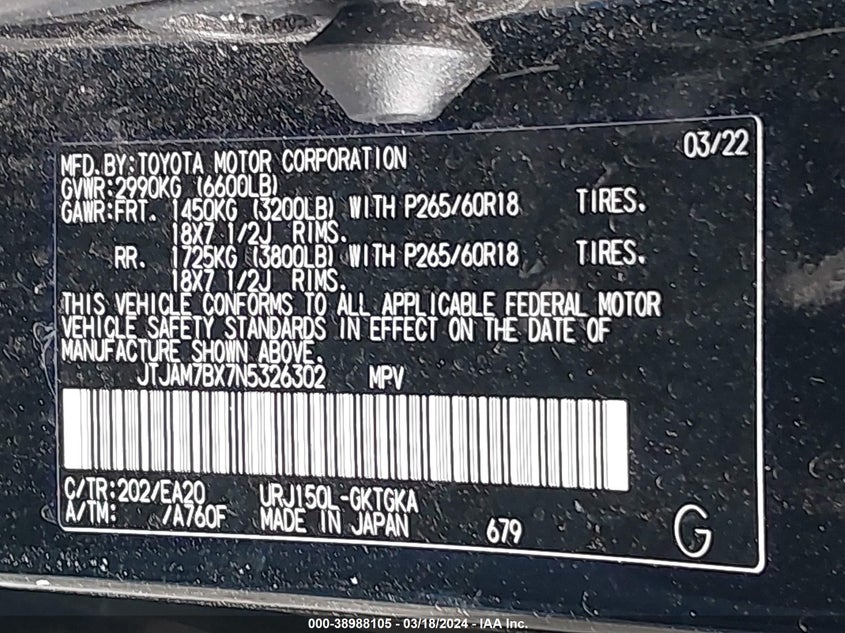 03/22
MFD.BY:TOYOTA MOTOR CORPORATION
GVWR:2990KG (6600LB)
GAWR:FRT. 1450KG (3200LB) WITH P265/60R18 TIRES.
18X7 1/2J RIMS.
RR. 1725KG (3800LB) WITH P265/60R18 TIRES.
18X7 1/2J RIMS.
THIS VEHICLE CONFORMS TO ALL APPLICABLE FEDERAL MOTOR
VEHICLE SAFETY STANDARDS IN EFFECT ON THE DATE OF
MANUFACTURE SHOWN ABOVE.
JTJAM7BX7N5326302 MPV
C/TR:202/EA20 URJ150L-GKTGKA
A/TM: /A760F MADE IN JAPAN 679 G
000-38988105 - 03/18/2024 - IAA Inc.